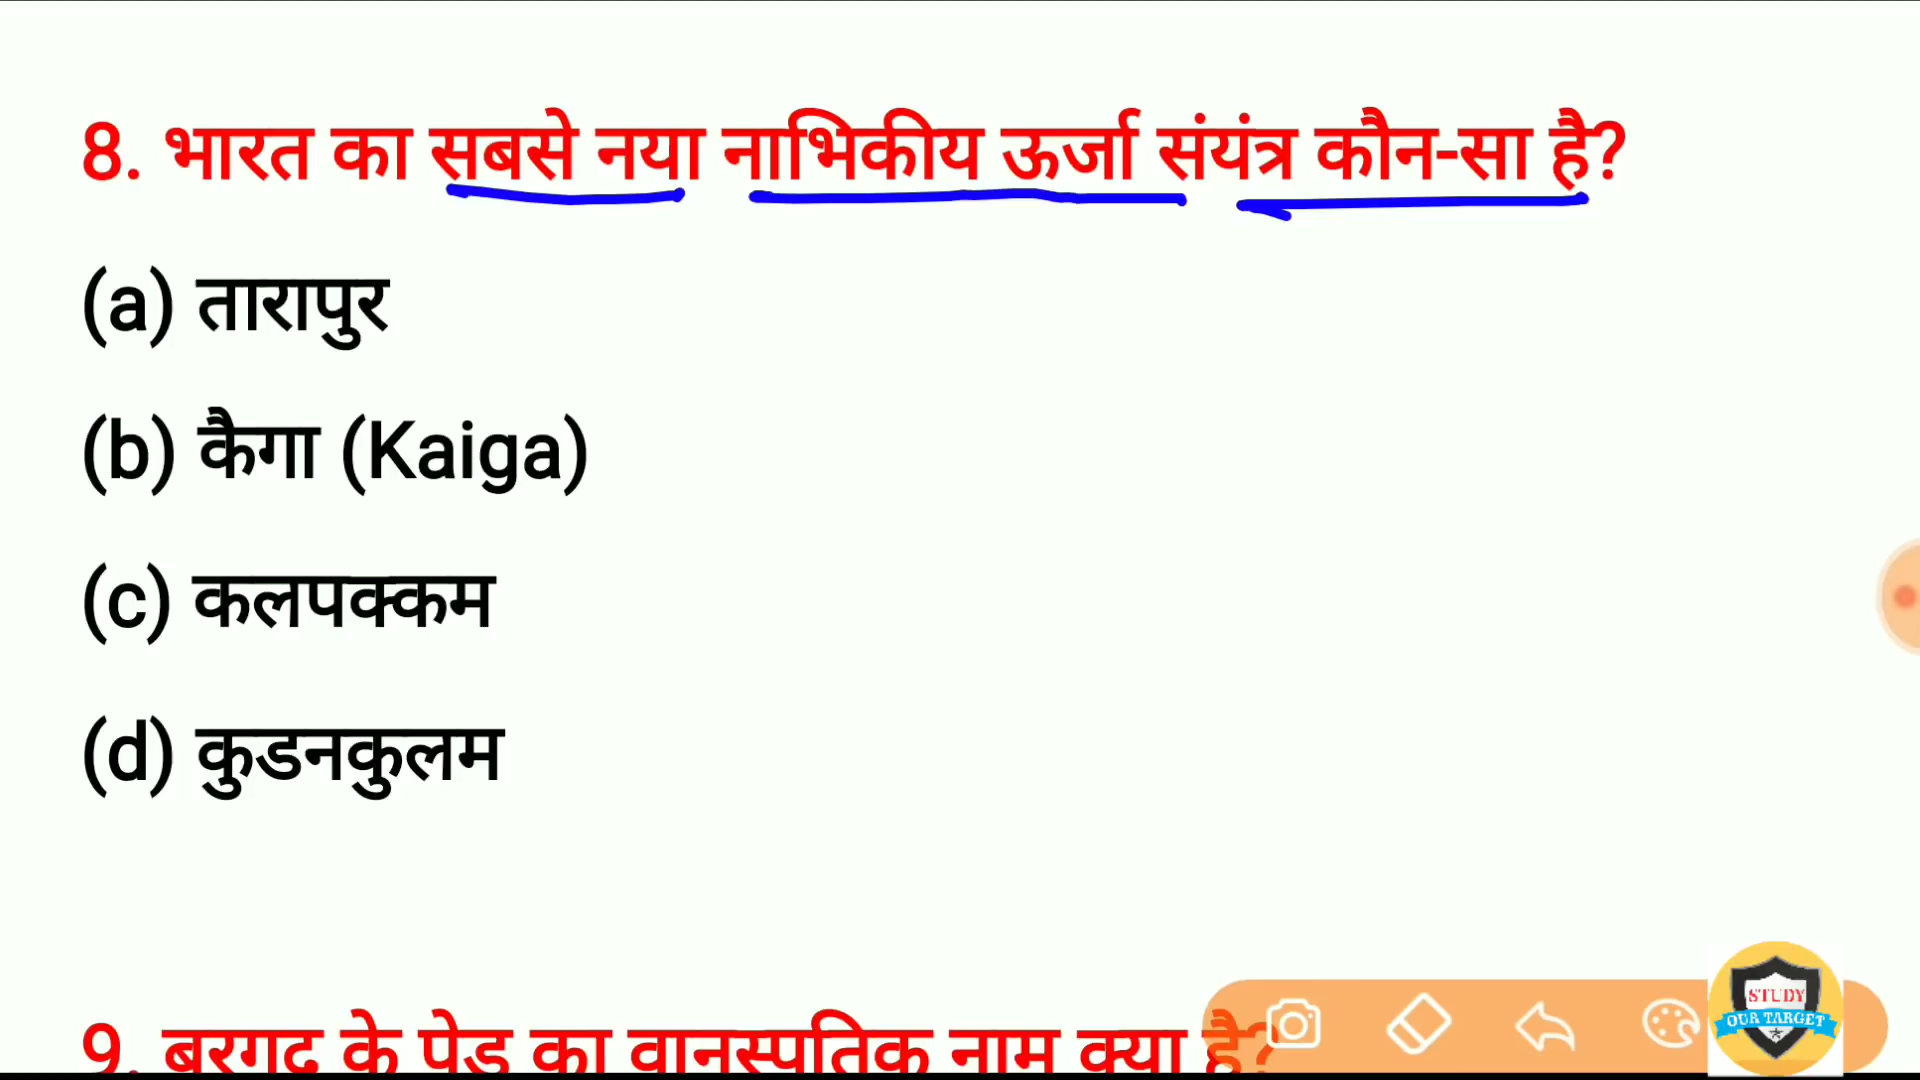 8. भारत का सबसे नया नाभिकीय ऊर्जा संयंत्र कौन-सा है?
(a) तारापुर
(b) कैगा (Kaiga)
(c) कलपक्कम
(d) कुडनकुलम
9. बरगद के पेड का वानस्पतिक नाम क्या है?
STUDY
OUR TARGET